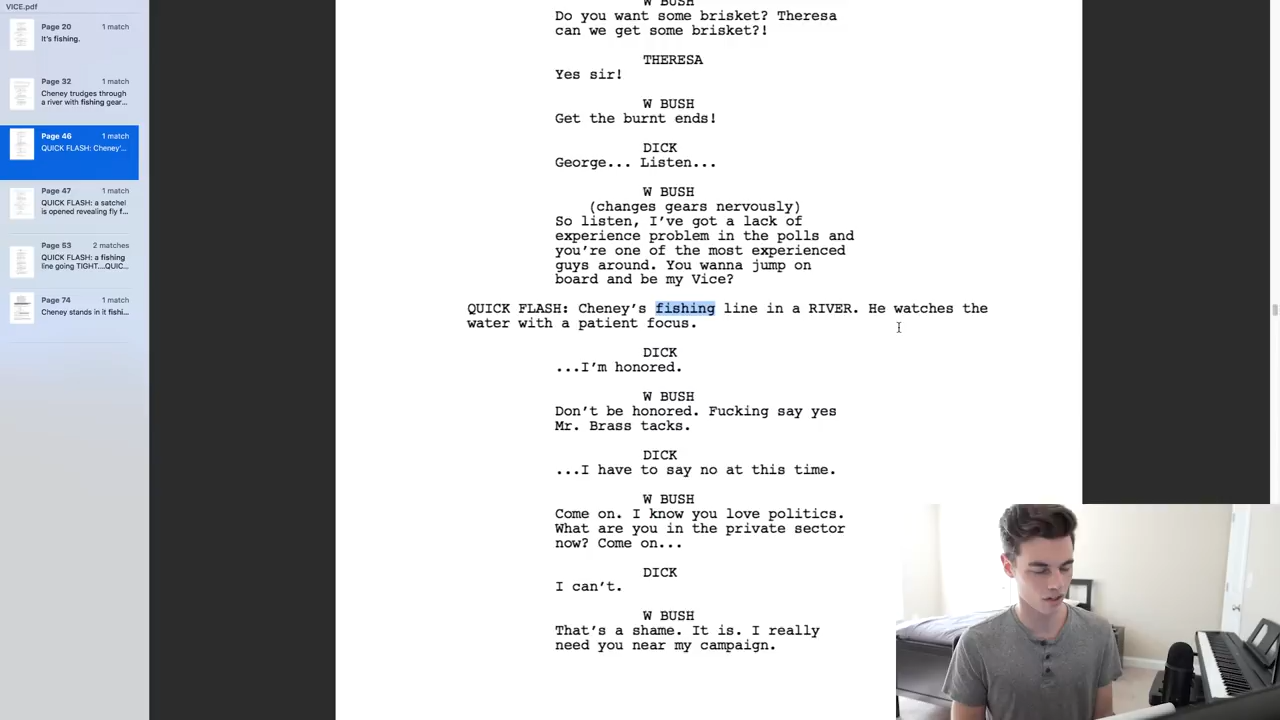 VICE.pdf
Page 20 1 match
It's fishing.
Page 32 1 match
Cheney trudges through
a river with fishing gear...
Page 46 1 match
QUICK FLASH: Cheney'...
Page 47 1 match
QUICK FLASH: a satchel
is opened revealing fly f...
Page 53 2 matches
QUICK FLASH: a fishing
line going TIGHT....QUIC...
Page 74 1 match
Cheney stands in it fishi...
W BUSH
Do you want some brisket? Theresa
can we get some brisket?!
THERESA
Yes sir!
W BUSH
Get the burnt ends!
DICK
George... Listen...
W BUSH
(changes gears nervously)
So listen, I've got a lack of
experience problem in the polls and
you're one of the most experienced
guys around. You wanna jump on
board and be my Vice?
QUICK FLASH: Cheney's fishing line in a RIVER. He watches the
water with a patient focus.
DICK
...I'm honored.
W BUSH
Don't be honored. Fucking say yes
Mr. Brass tacks.
DICK
...I have to say no at this time.
W BUSH
Come on. I know you love politics.
What are you in the private sector
now? Come on...
DICK
I can't.
W BUSH
That's a shame. It is. I really
need you near my campaign.